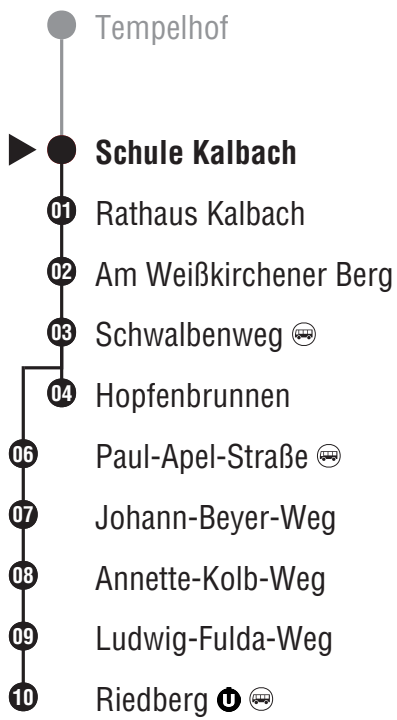 Tempelhof
Schule Kalbach
01 Rathaus Kalbach
02 Am Weißkirchener Berg
03 Schwalbenweg
04 Hopfenbrunnen
06 Paul-Apel-Straße
07 Johann-Beyer-Weg
08 Annette-Kolb-Weg
09 Ludwig-Fulda-Weg
10 Riedberg U